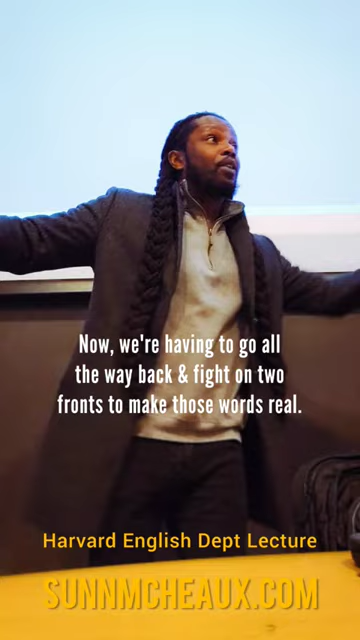 Now, we're having to go all
the way back & fight on two
fronts to make those words real.
Harvard English Dept Lecture
SUNNMCHEAUX.COM